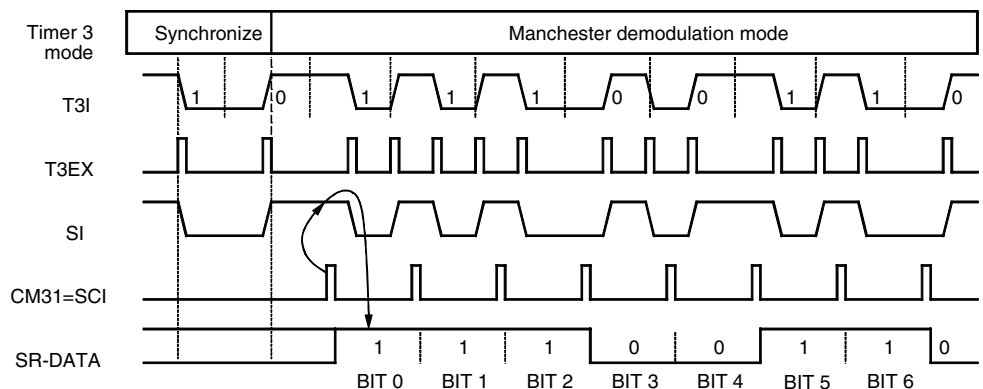 Timer 3
mode
Synchronize
Manchester demodulation mode
T3I
1 0 1 1 1 0 0 1 1 0
T3EX
SI
CM31=SCI
SR-DATA
1 1 1 0 0 1 1 0
BIT 0 BIT 1 BIT 2 BIT 3 BIT 4 BIT 5 BIT 6